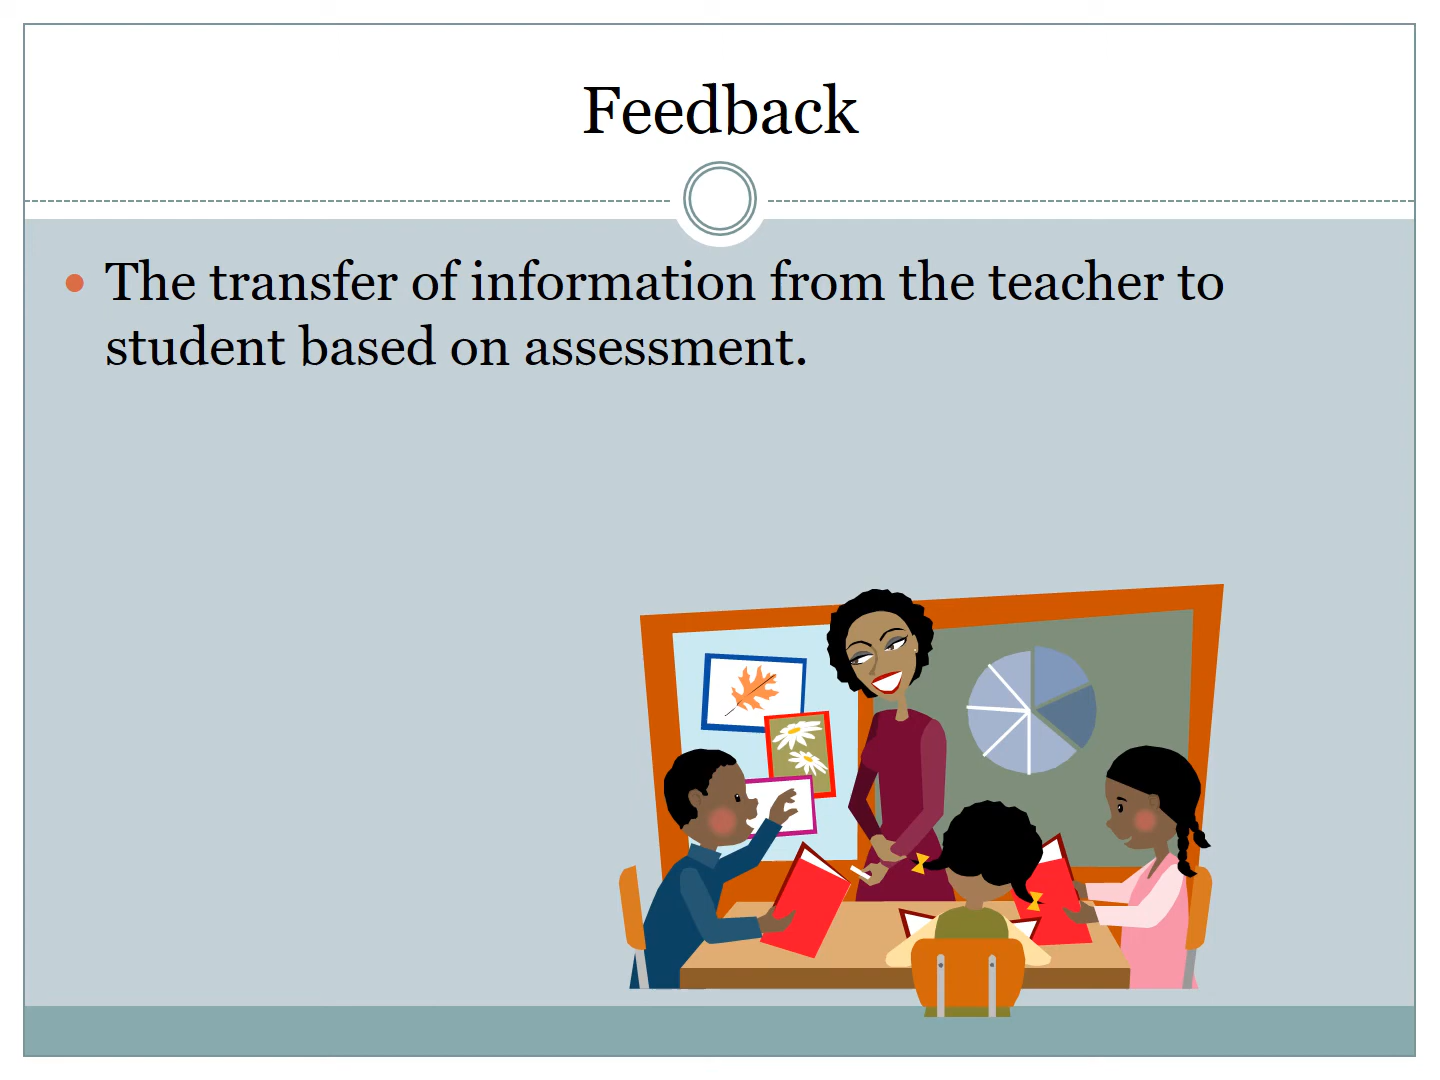 Feedback
The transfer of information from the teacher to
student based on assessment.